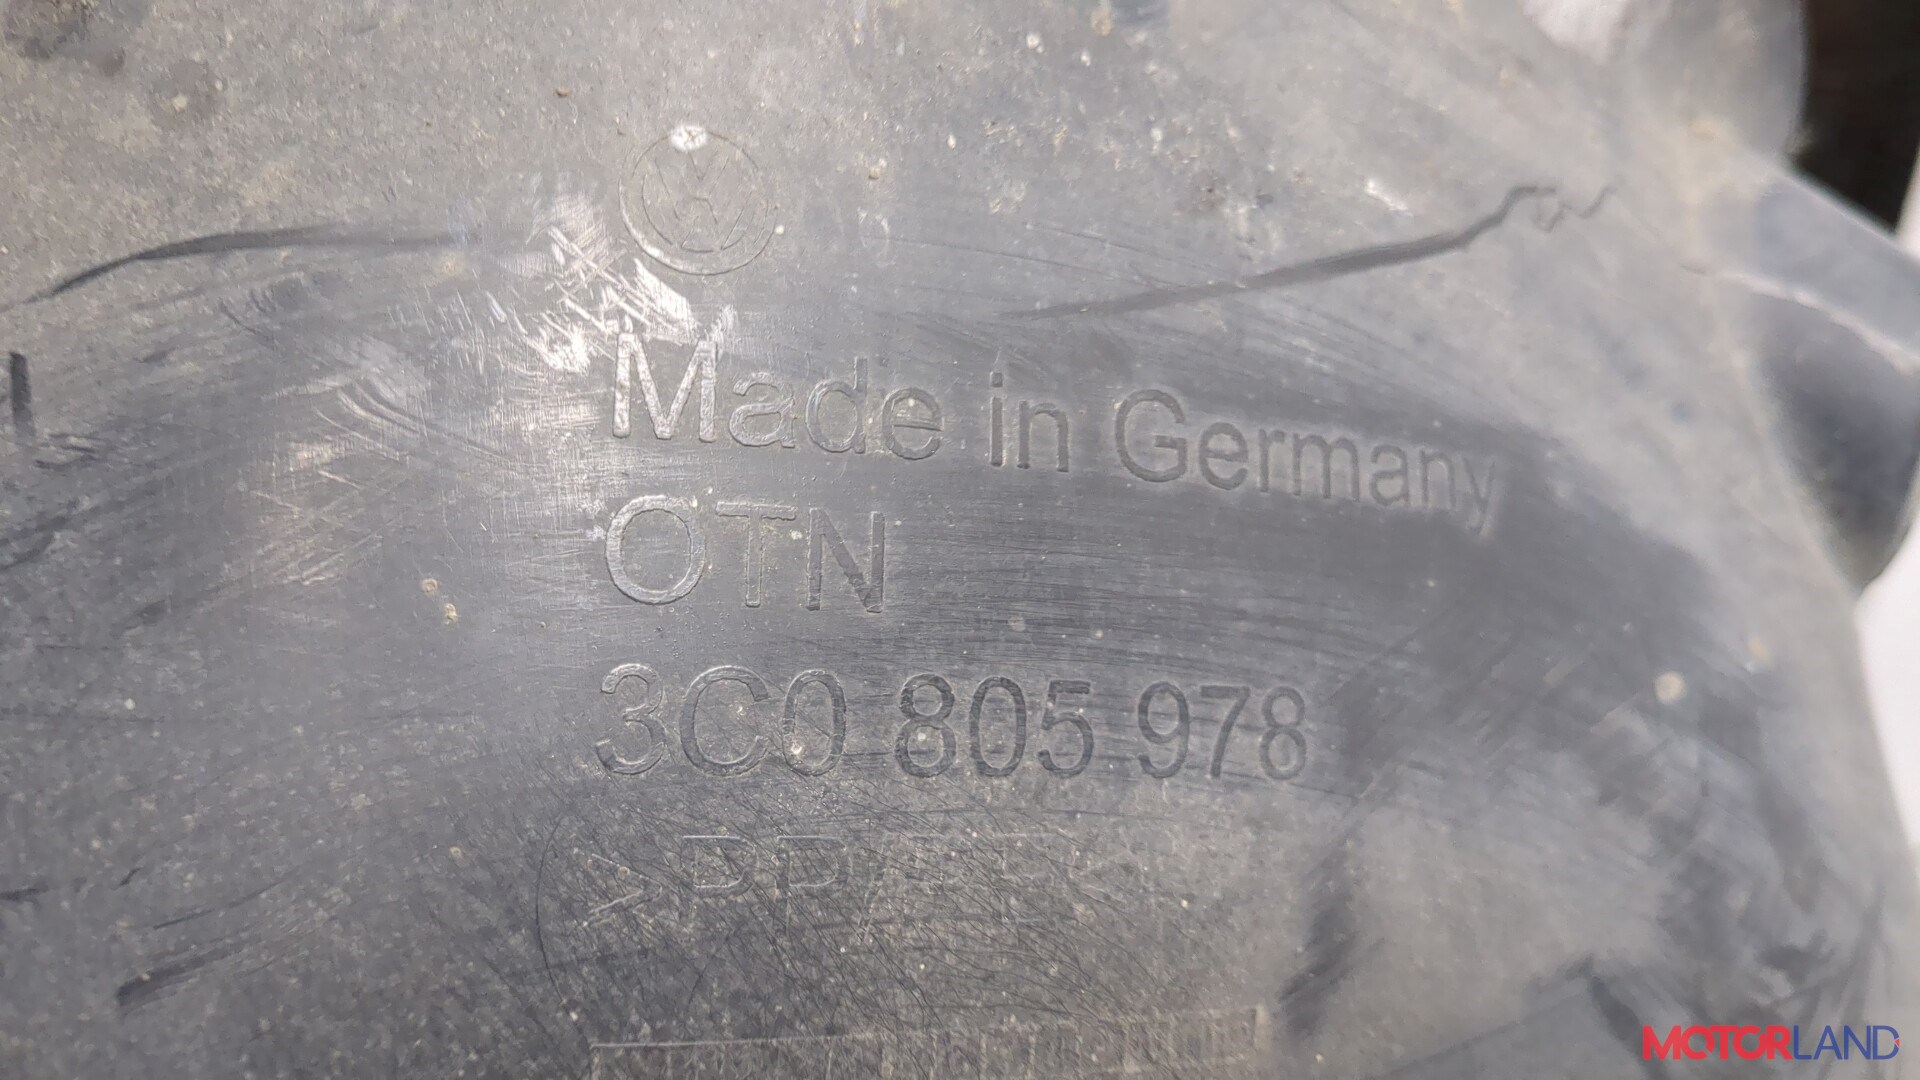 Made in Germany
OTN
3C0 805 978
MOTORLAND